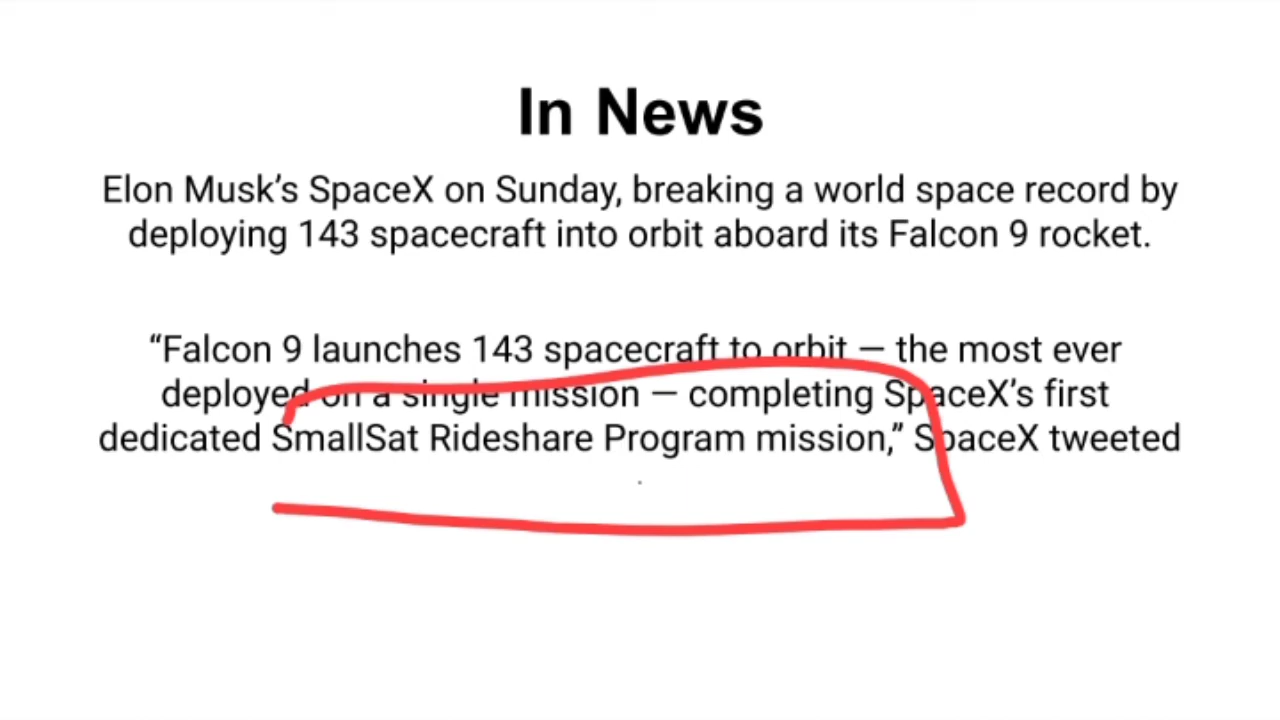 In News
Elon Musk’s SpaceX on Sunday, breaking a world space record by
deploying 143 spacecraft into orbit aboard its Falcon 9 rocket.
“Falcon 9 launches 143 spacecraft to orbit — the most ever
deployed on a single mission — completing SpaceX’s first
dedicated SmallSat Rideshare Program mission,” SpaceX tweeted
.